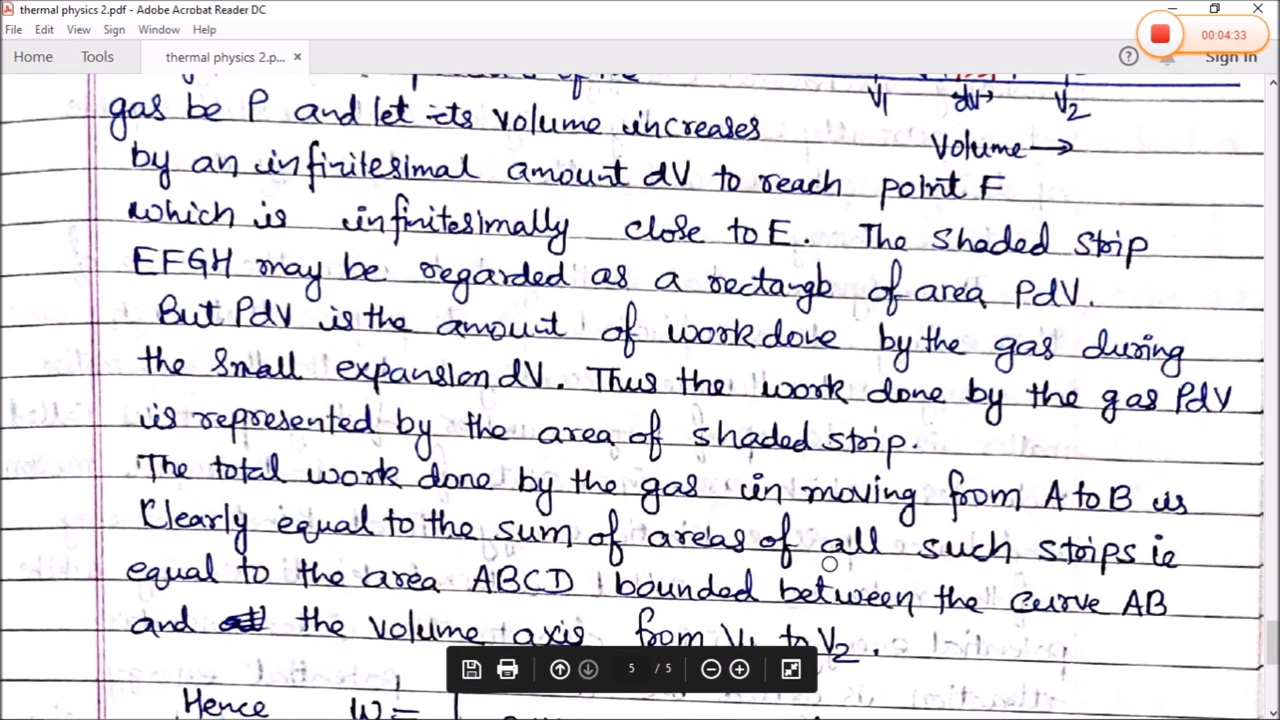 thermal physics 2.pdf - Adobe Acrobat Reader DC
File Edit View Sign Window Help
00:04:33
Home Tools thermal physics 2.p... × Sign In
V1 dV→ V2
gas be P and let its volume increases
Volume →
by an infinitesimal amount dV to reach point F
which is infinitesimally close to E. The Shaded Strip
EFGH may be regarded as a rectangle of area PdV.
But PdV is the amount of work done by the gas during
the small expansion dV. Thus the work done by the gas PdV
is represented by the area of shaded strip.
The total work done by the gas in moving from A to B is
Clearly equal to the sum of areas of all such strips ie
equal to the area ABCD bounded between the curve AB
and the volume axis from V1 to V2.
5 / 5
Hence W =